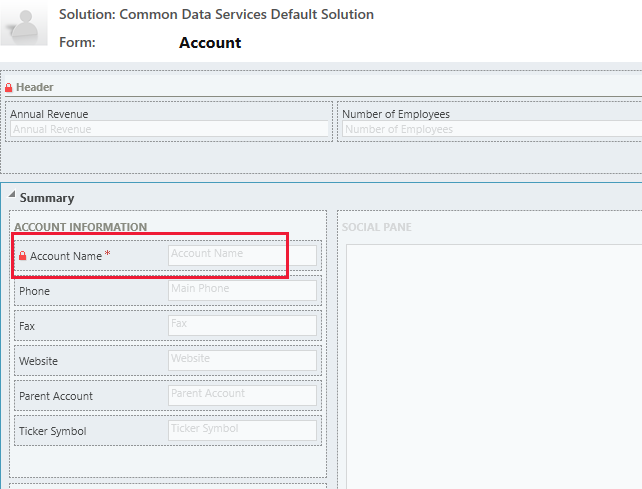 Solution: Common Data Services Default Solution
Form: Account
Header
Annual Revenue Number of Employees
Annual Revenue Number of Employees
Summary
ACCOUNT INFORMATION SOCIAL PANE
Account Name * Account Name
Phone Main Phone
Fax Fax
Website Website
Parent Account Parent Account
Ticker Symbol Ticker Symbol